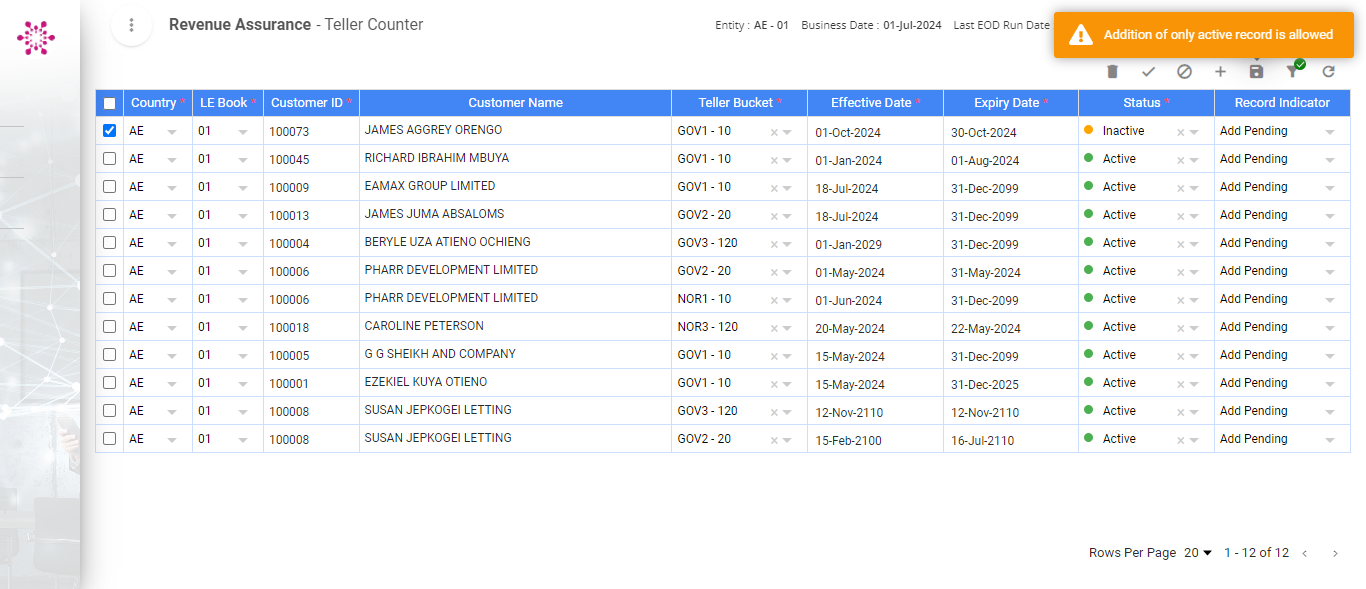 Revenue Assurance - Teller Counter
Entity : AE - 01 Business Date : 01-Jul-2024 Last EOD Run Date
Addition of only active record is allowed
Country * LE Book * Customer ID * Customer Name Teller Bucket * Effective Date * Expiry Date * Status * Record Indicator
AE 01 100073 JAMES AGGREY ORENGO GOV1 - 10 01-Oct-2024 30-Oct-2024 Inactive Add Pending
AE 01 100045 RICHARD IBRAHIM MBUYA GOV1 - 10 01-Jan-2024 01-Aug-2024 Active Add Pending
AE 01 100009 EAMAX GROUP LIMITED GOV1 - 10 18-Jul-2024 31-Dec-2099 Active Add Pending
AE 01 100013 JAMES JUMA ABSALOMS GOV2 - 20 18-Jul-2024 31-Dec-2099 Active Add Pending
AE 01 100004 BERYLE UZA ATIENO OCHIENG GOV3 - 120 01-Jan-2029 31-Dec-2099 Active Add Pending
AE 01 100006 PHARR DEVELOPMENT LIMITED GOV2 - 20 01-May-2024 31-May-2024 Active Add Pending
AE 01 100006 PHARR DEVELOPMENT LIMITED NOR1 - 10 01-Jun-2024 31-Dec-2099 Active Add Pending
AE 01 100018 CAROLINE PETERSON NOR3 - 120 20-May-2024 22-May-2024 Active Add Pending
AE 01 100005 G G SHEIKH AND COMPANY GOV1 - 10 15-May-2024 31-Dec-2099 Active Add Pending
AE 01 100001 EZEKIEL KUYA OTIENO GOV1 - 10 15-May-2024 31-Dec-2025 Active Add Pending
AE 01 100008 SUSAN JEPKOGEI LETTING GOV3 - 120 12-Nov-2110 12-Nov-2110 Active Add Pending
AE 01 100008 SUSAN JEPKOGEI LETTING GOV2 - 20 15-Feb-2100 16-Jul-2110 Active Add Pending
Rows Per Page 20 1 - 12 of 12